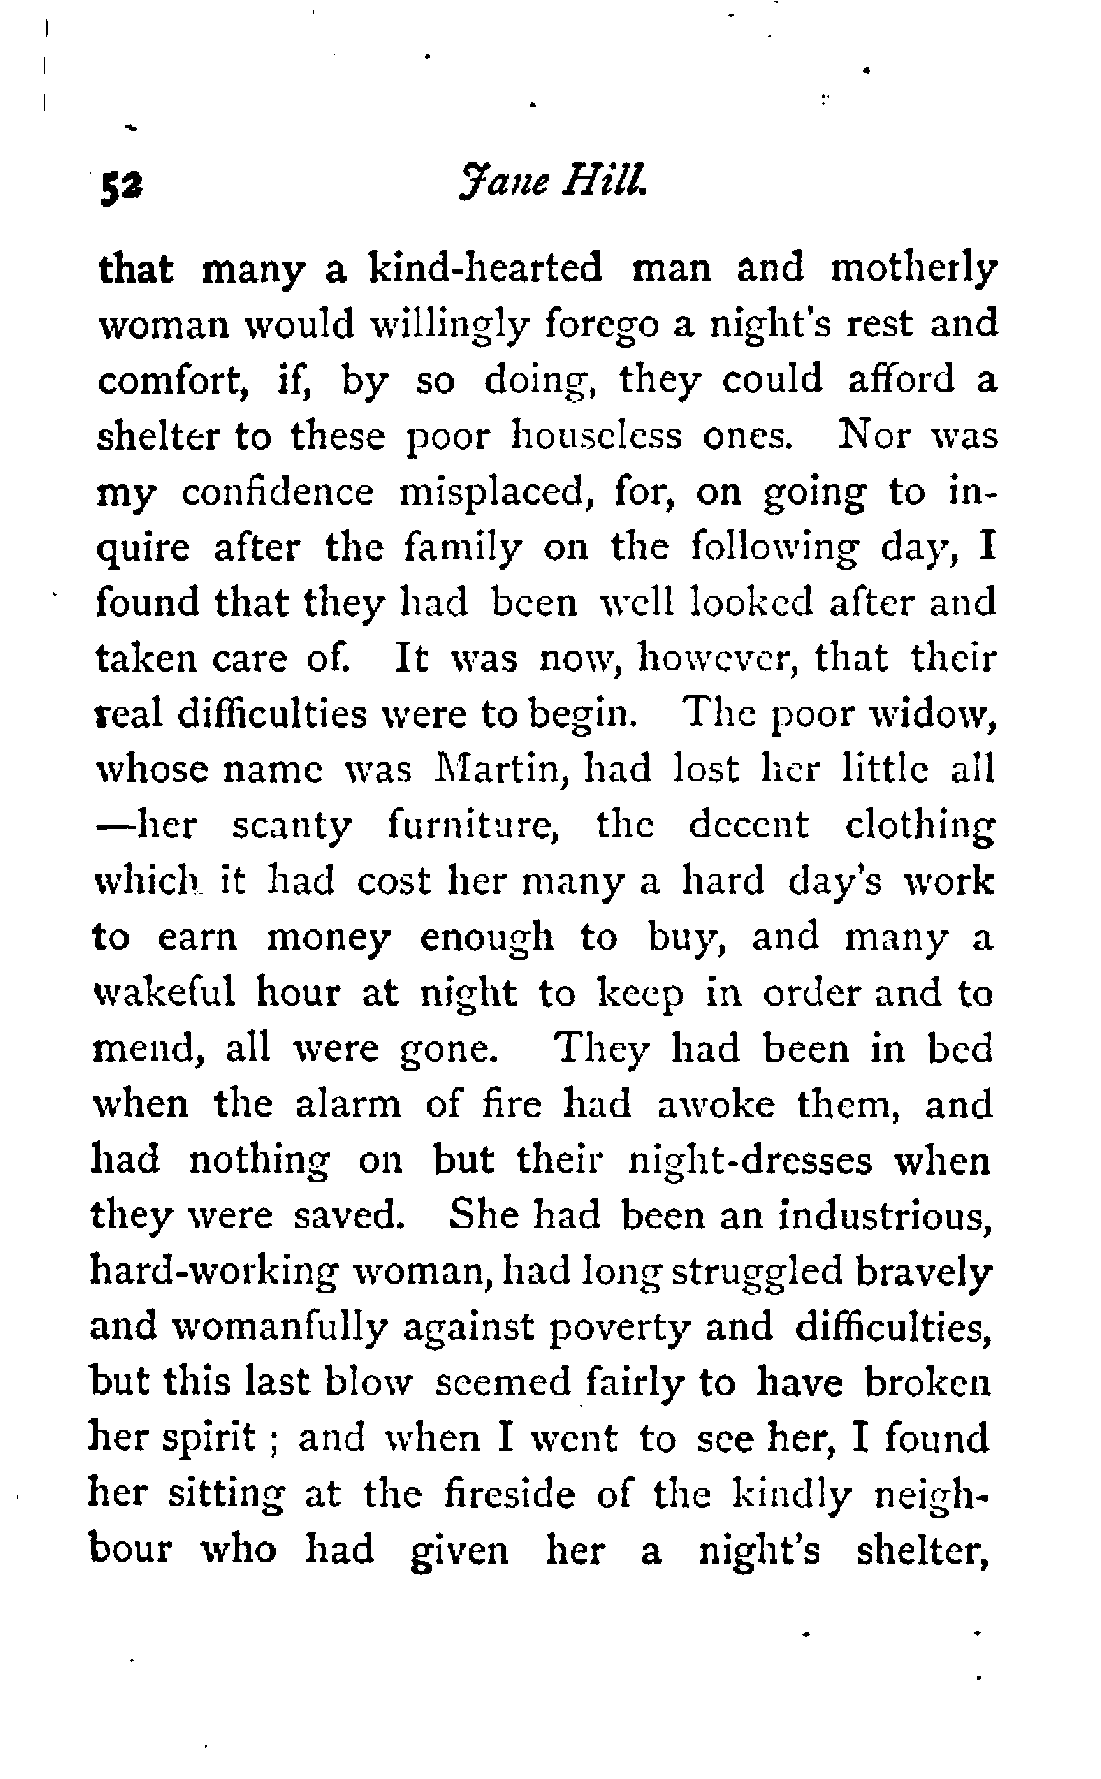 52 Jane Hill.
that many a kind-hearted man and motherly
woman would willingly forego a night's rest and
comfort, if, by so doing, they could afford a
shelter to these poor houseless ones. Nor was
my confidence misplaced, for, on going to in-
quire after the family on the following day, I
found that they had been well looked after and
taken care of. It was now, however, that their
real difficulties were to begin. The poor widow,
whose name was Martin, had lost her little all
—her scanty furniture, the decent clothing
which it had cost her many a hard day's work
to earn money enough to buy, and many a
wakeful hour at night to keep in order and to
mend, all were gone. They had been in bed
when the alarm of fire had awoke them, and
had nothing on but their night-dresses when
they were saved. She had been an industrious,
hard-working woman, had long struggled bravely
and womanfully against poverty and difficulties,
but this last blow seemed fairly to have broken
her spirit ; and when I went to see her, I found
her sitting at the fireside of the kindly neigh-
bour who had given her a night's shelter,